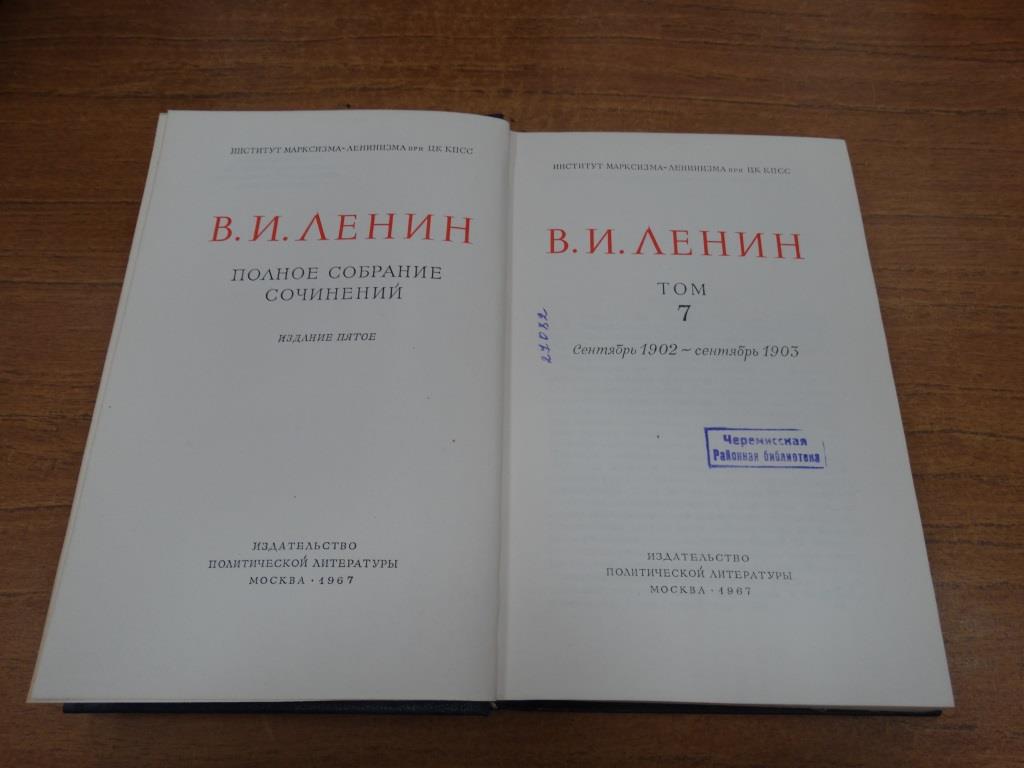 ИНСТИТУТ МАРКСИЗМА-ЛЕНИНИЗМА при ЦК КПСС
В. И. ЛЕНИН
ПОЛНОЕ СОБРАНИЕ
СОЧИНЕНИЙ
ИЗДАНИЕ ПЯТОЕ
ИЗДАТЕЛЬСТВО
ПОЛИТИЧЕСКОЙ ЛИТЕРАТУРЫ
МОСКВА · 1967
ИНСТИТУТ МАРКСИЗМА-ЛЕНИНИЗМА при ЦК КПСС
В. И. ЛЕНИН
ТОМ
7
27082
Сентябрь 1902 ~ сентябрь 1903
Черемисская
Районная библиотека
ИЗДАТЕЛЬСТВО
ПОЛИТИЧЕСКОЙ ЛИТЕРАТУРЫ
МОСКВА · 1967